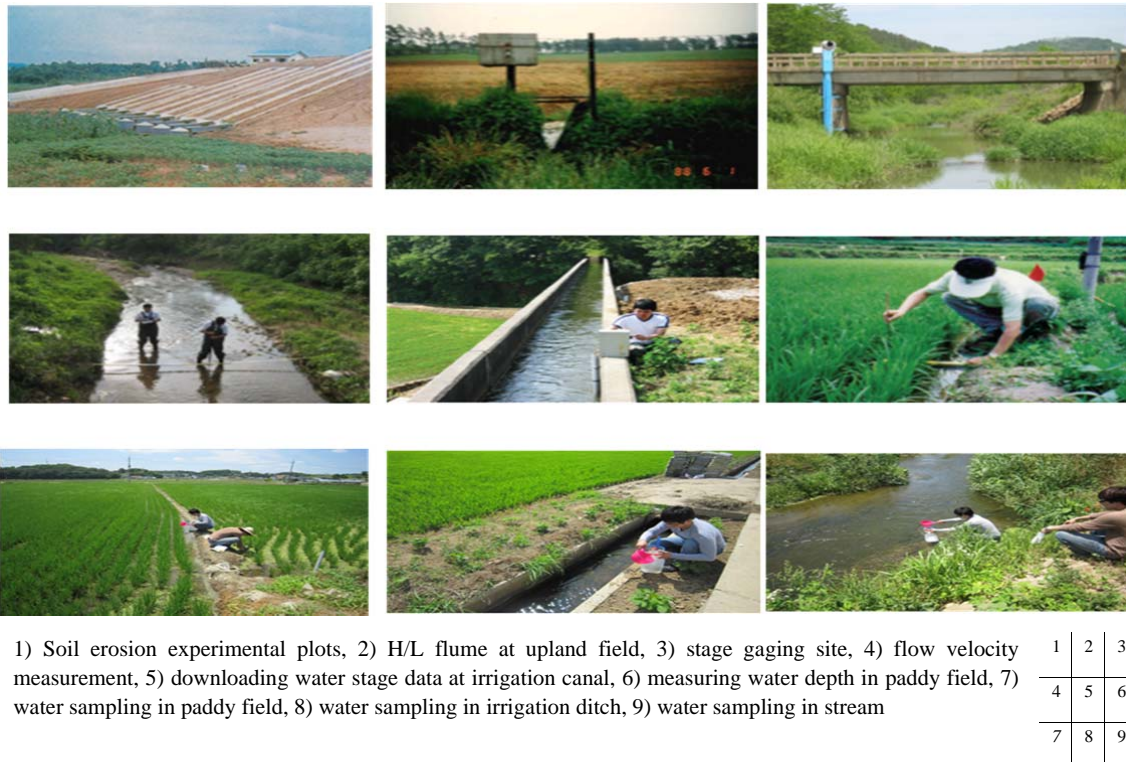 88 6 1
1) Soil erosion experimental plots, 2) H/L flume at upland field, 3) stage gaging site, 4) flow velocity
measurement, 5) downloading water stage data at irrigation canal, 6) measuring water depth in paddy field, 7)
water sampling in paddy field, 8) water sampling in irrigation ditch, 9) water sampling in stream
1 2 3
4 5 6
7 8 9